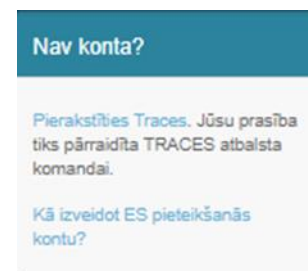 Nav konta?
Pierakstīties Traces. Jūsu prasība
tiks pārraidīta TRACES atbalsta
komandai.
Kā izveidot ES pieteikšanās
kontu?